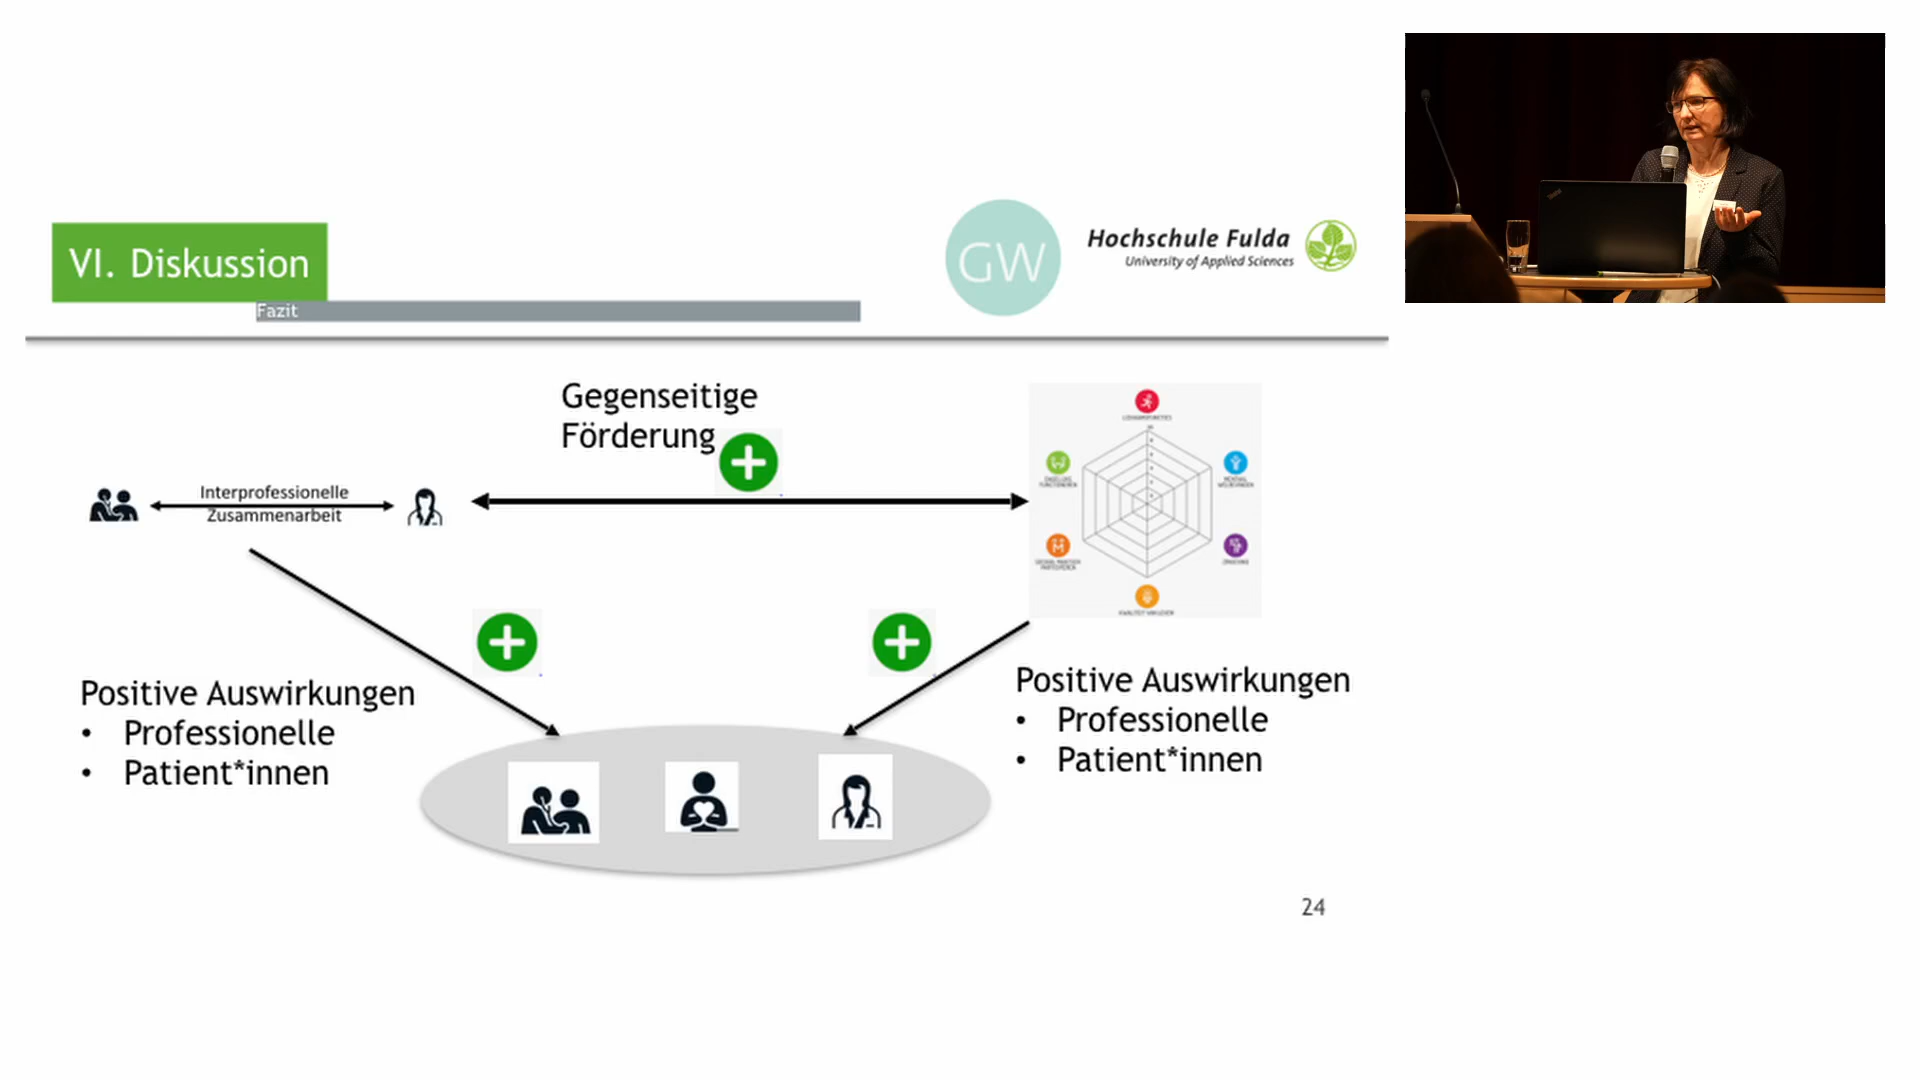 VI. Diskussion
Fazit
GW
Hochschule Fulda
University of Applied Sciences
Gegenseitige
Förderung
Interprofessionelle
Zusammenarbeit
Positive Auswirkungen
• Professionelle
• Patient*innen
Positive Auswirkungen
• Professionelle
• Patient*innen
24